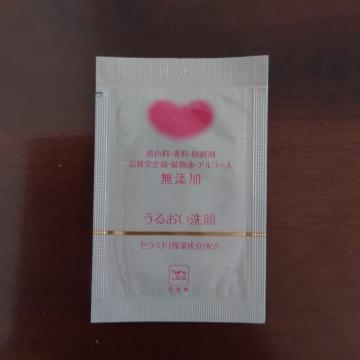 着色料・香料・防腐剤
品質安定剤・鉱物油・アルコール
無添加
うるおい洗顔
セラミド(保湿成分)配合
COW